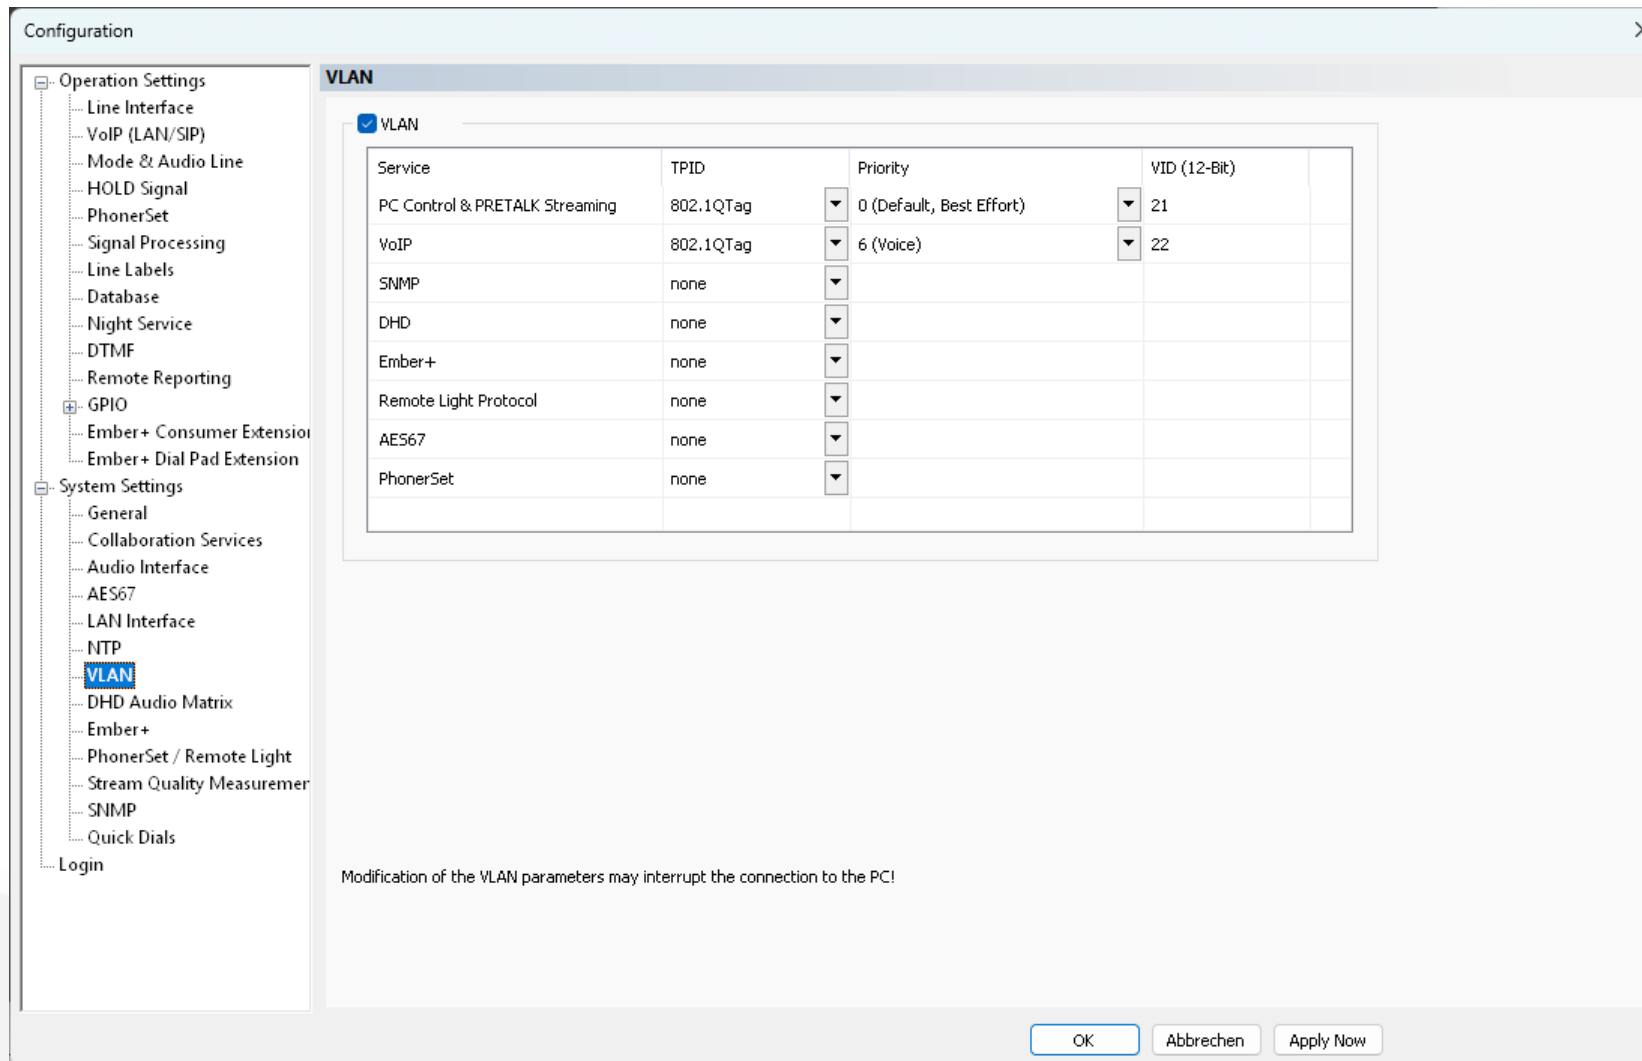 Configuration
Operation Settings
Line Interface
VoIP (LAN/SIP)
Mode & Audio Line
HOLD Signal
PhonerSet
Signal Processing
Line Labels
Database
Night Service
DTMF
Remote Reporting
GPIO
Ember+ Consumer Extension
Ember+ Dial Pad Extension
System Settings
General
Collaboration Services
Audio Interface
AES67
LAN Interface
NTP
VLAN
DHD Audio Matrix
Ember+
PhonerSet / Remote Light
Stream Quality Measuremen
SNMP
Quick Dials
Login
VLAN
VLAN
Service TPID Priority VID (12-Bit)
PC Control & PRETALK Streaming 802.1QTag 0 (Default, Best Effort) 21
VoIP 802.1QTag 6 (Voice) 22
SNMP none
DHD none
Ember+ none
Remote Light Protocol none
AES67 none
PhonerSet none
Modification of the VLAN parameters may interrupt the connection to the PC!
OK Abbrechen Apply Now